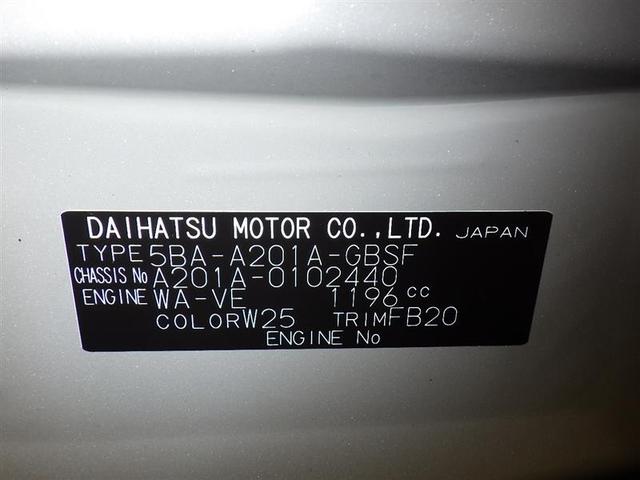 DAIHATSU MOTOR CO.,LTD. JAPAN
TYPE 5BA-A201A-GBSF
CHASSIS No A201A-0102440
ENGINE WA-VE 1196 cc
COLOR W25 TRIM FB20
ENGINE No